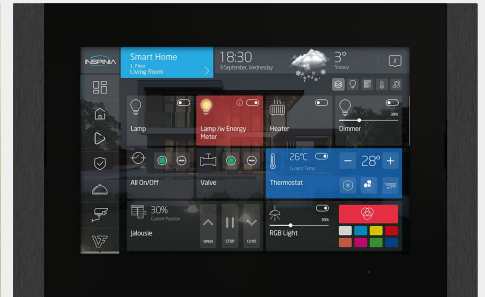 INSPINIA
Smart Home
1. Floor
Living Room
18:30
9 September, Wednesday
3°
Snowy
Lamp
Lamp /w Energy
Meter
Heater
Dimmer
All On/Off
Valve
26°C
Current Temp.
28°
Thermostat
30%
Current Position
Jalousie
OPEN
STOP
CLOSE
RGB Light